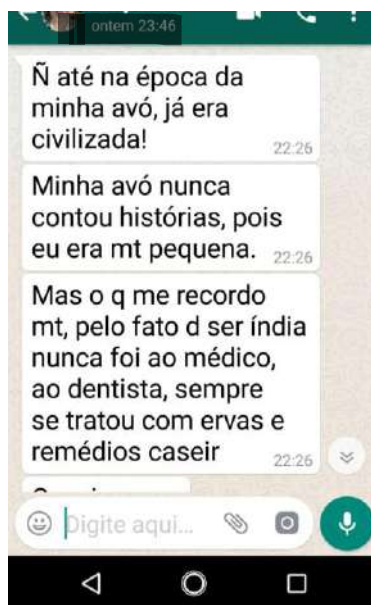 ontem 23:46
Ñ até na época da
minha avó, já era
civilizada!
22:26
Minha avó nunca
contou histórias, pois
eu era mt pequena.
22:26
Mas o q me recordo
mt, pelo fato d ser índia
nunca foi ao médico,
ao dentista, sempre
se tratou com ervas e
remédios caseir
22:26
Digite aqui...